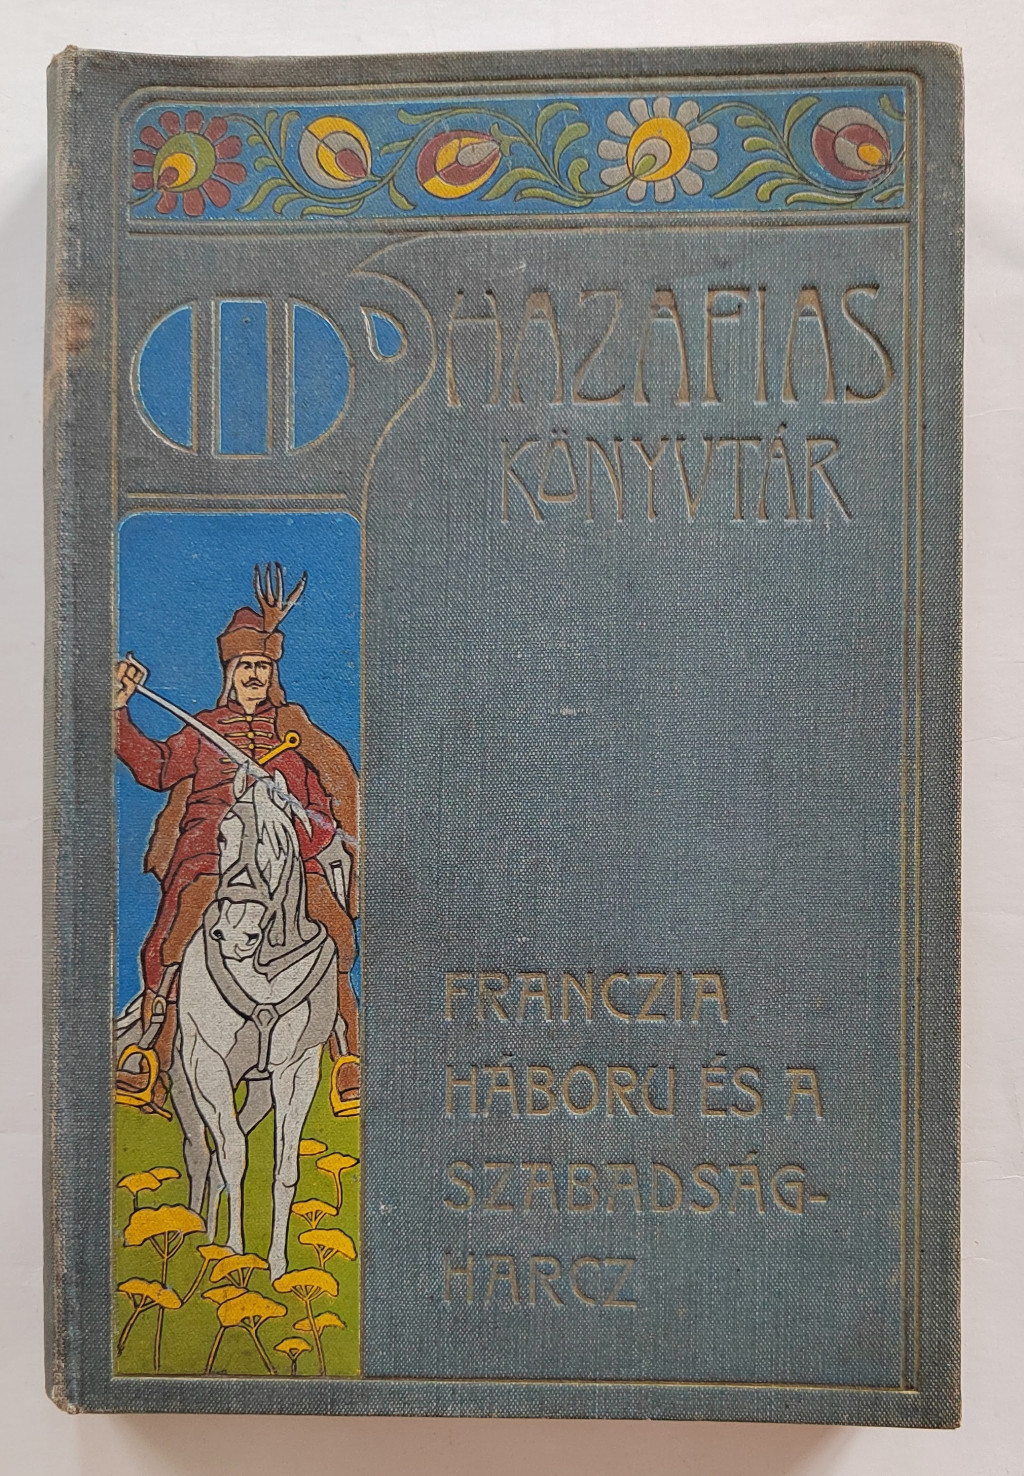 HAZAFIAS
KÖNYVTÁR
FRANCZIA
HÁBORU ÉS A
SZABADSÁG-
HARCZ